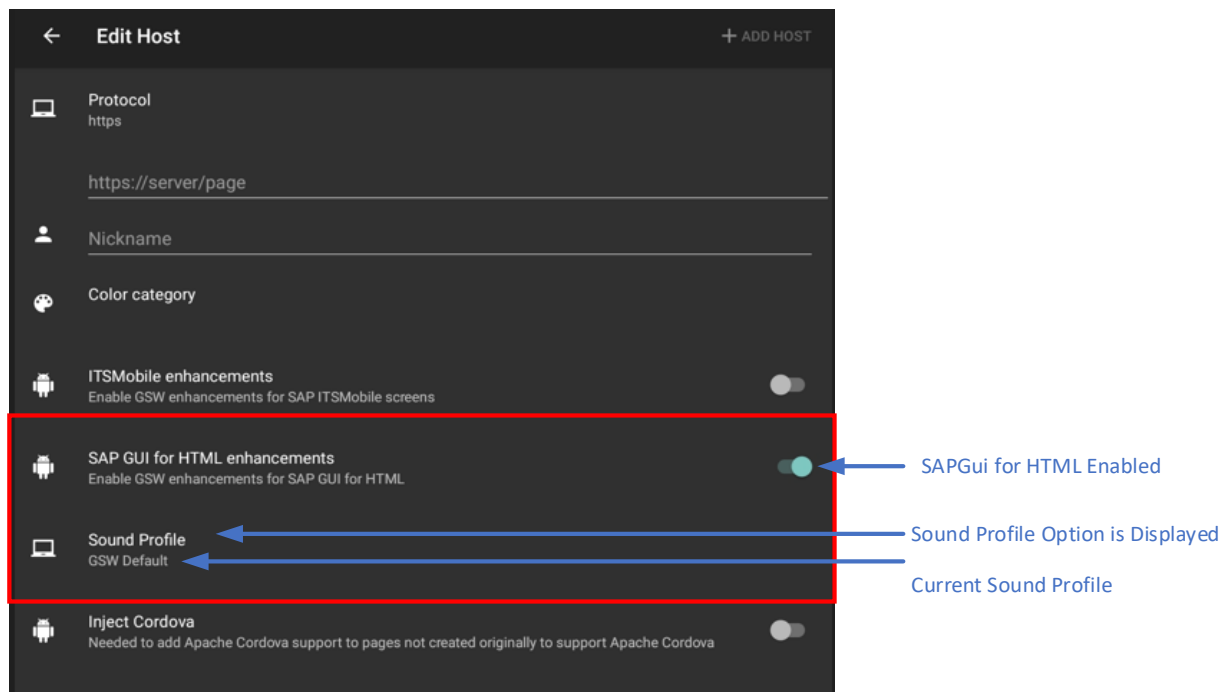 Edit Host
+ ADD HOST
Protocol
https
https://server/page
Nickname
Color category
ITSMobile enhancements
Enable GSW enhancements for SAP ITSMobile screens
SAP GUI for HTML enhancements
Enable GSW enhancements for SAP GUI for HTML
SAPGui for HTML Enabled
Sound Profile
Sound Profile Option is Displayed
GSW Default
Current Sound Profile
Inject Cordova
Needed to add Apache Cordova support to pages not created originally to support Apache Cordova